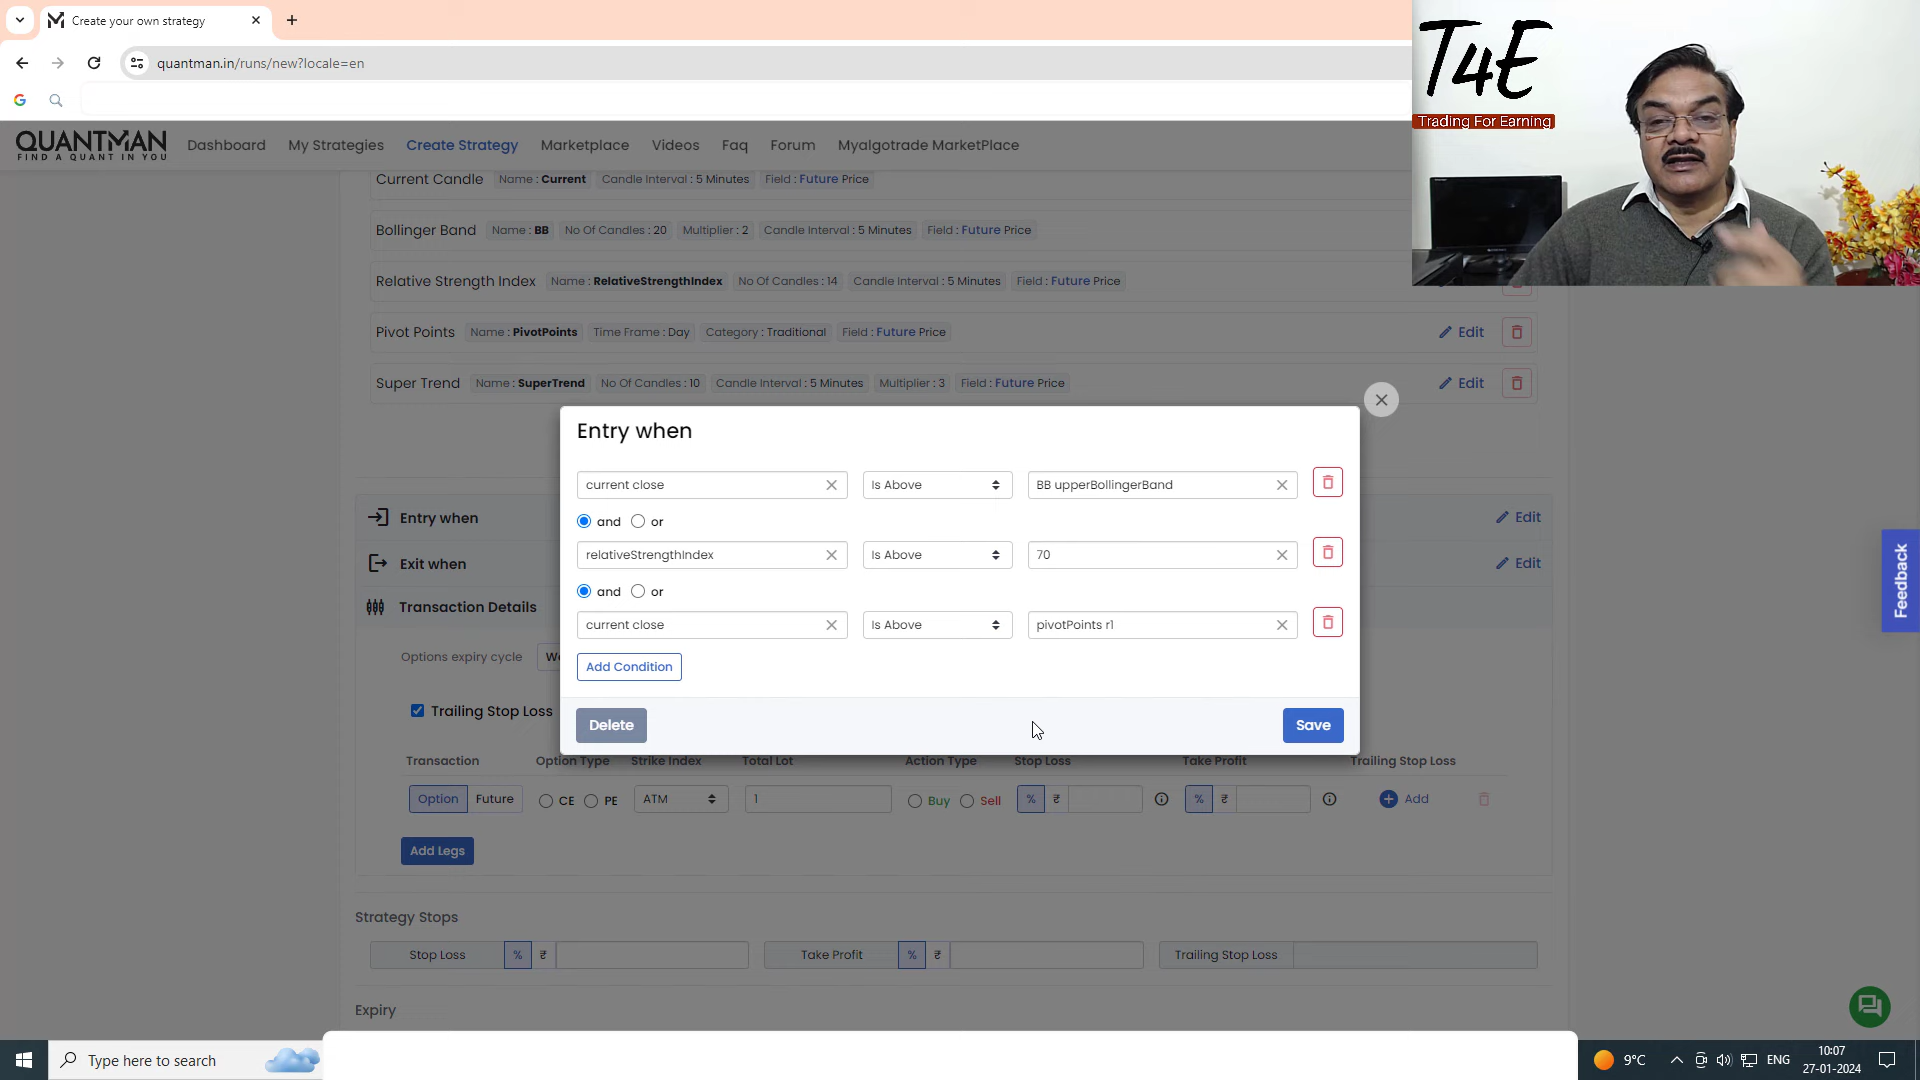 Create your own strategy
quantman.in/runs/new?locale=en
T4E
Trading For Earning
QUANTMAN
FIND A QUANT IN YOU
Dashboard My Strategies Create Strategy Marketplace Videos Faq Forum Myalgotrade MarketPlace
Current Candle Name : Current Candle Interval : 5 Minutes Field : Future Price
Bollinger Band Name : BB No Of Candles : 20 Multiplier : 2 Candle Interval : 5 Minutes Field : Future Price
Relative Strength Index Name : RelativeStrengthIndex No Of Candles : 14 Candle Interval : 5 Minutes Field : Future Price
Pivot Points Name : PivotPoints Time Frame : Day Category : Traditional Field : Future Price Edit
Super Trend Name : SuperTrend No Of Candles : 10 Candle Interval : 5 Minutes Multiplier : 3 Field : Future Price Edit
Entry when
current close Is Above BB upperBollingerBand
and or
relativeStrengthIndex Is Above 70
and or
current close Is Above pivotPoints r1
Add Condition
Delete Save
Entry when Edit
Exit when Edit
Transaction Details
Options expiry cycle
Trailing Stop Loss
Transaction Option Type Strike Index Total Lot Action Type Stop Loss Take Profit Trailing Stop Loss
Option Future CE PE ATM 1 Buy Sell % ₹ % ₹ Add
Add Legs
Strategy Stops
Stop Loss % ₹ Take Profit % ₹ Trailing Stop Loss
Expiry
Feedback
Type here to search
9°C ENG 10:07
27-01-2024